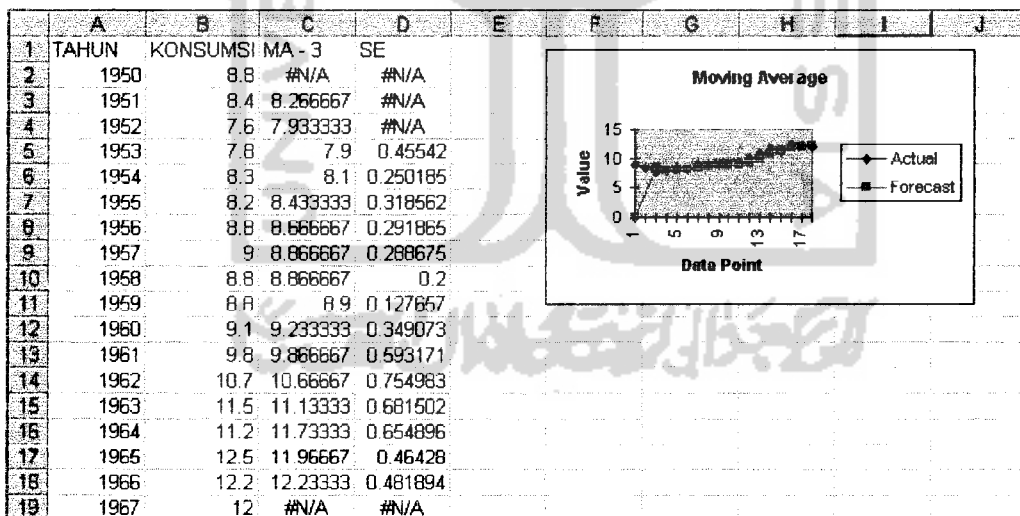 A B C D E F G H I J
1 TAHUN KONSUMSI MA - 3 SE
2 1950 8.8 #N/A #N/A
3 1951 8.4 8.266667 #N/A
4 1952 7.6 7.933333 #N/A
5 1953 7.8 7.9 0.45542
6 1954 8.3 8.1 0.250185
7 1955 8.2 8.433333 0.318562
8 1956 8.8 8.666667 0.291865
9 1957 9 8.866667 0.288675
10 1958 8.8 8.866667 0.2
11 1959 8.8 8.9 0.127657
12 1960 9.1 9.233333 0.349073
13 1961 9.8 9.866667 0.593171
14 1962 10.7 10.66667 0.754983
15 1963 11.5 11.13333 0.681502
16 1964 11.2 11.73333 0.654896
17 1965 12.5 11.96667 0.46428
18 1966 12.2 12.23333 0.481894
19 1967 12 #N/A #N/A
Moving Average
Value
15
10
5
0
1 5 9 13 17
Data Point
Actual
Forecast